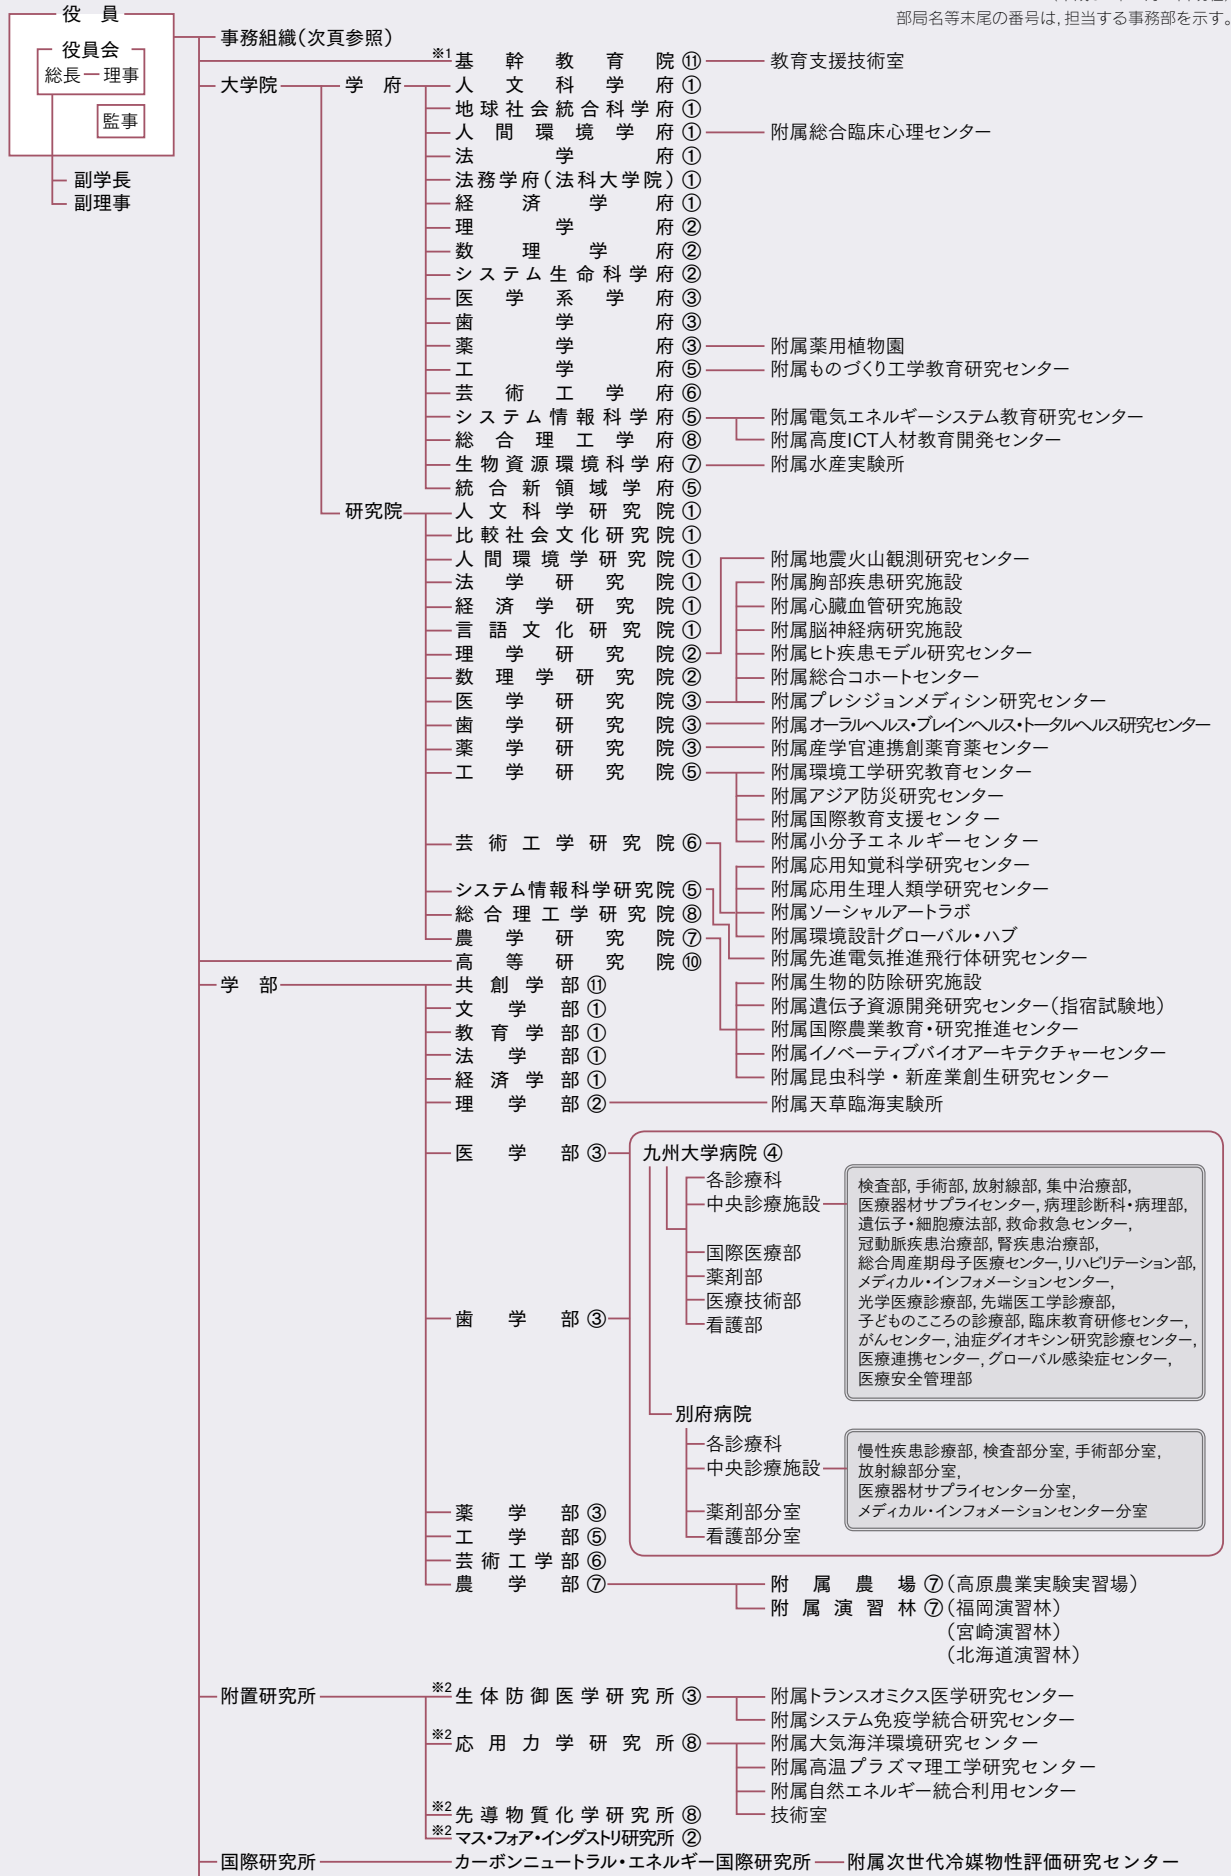 部局名等末尾の番号は,担当する事務部を示す。
役員
役員会
総長 理事
監事
副学長
副理事
事務組織(次頁参照)
※1 基幹教育院 ⑪ 教育支援技術室
大学院 学府 人文科学府 ①
地球社会統合科学府 ①
人間環境学府 ① 附属総合臨床心理センター
法学府 ①
法務学府(法科大学院) ①
経済学府 ①
理学府 ②
数理学府 ②
システム生命科学府 ②
医学系学府 ③
歯学府 ③
薬学府 ③ 附属薬用植物園
工学府 ⑤ 附属ものづくり工学教育研究センター
芸術工学府 ⑥
システム情報科学府 ⑤ 附属電気エネルギーシステム教育研究センター
総合理工学府 ⑧ 附属高度ICT人材教育開発センター
生物資源環境科学府 ⑦ 附属水産実験所
統合新領域学府 ⑤
研究院 人文科学研究院 ①
比較社会文化研究院 ①
人間環境学研究院 ① 附属地震火山観測研究センター
法学研究院 ① 附属胸部疾患研究施設
経済学研究院 ① 附属心臓血管研究施設
言語文化研究院 ① 附属脳神経病研究施設
理学研究院 ② 附属ヒト疾患モデル研究センター
数理学研究院 ② 附属総合コホートセンター
医学研究院 ③ 附属プレシジョンメディシン研究センター
歯学研究院 ③ 附属オーラルヘルス・ブレインヘルス・トータルヘルス研究センター
薬学研究院 ③ 附属産学官連携創薬育薬センター
工学研究院 ⑤ 附属環境工学研究教育センター
附属アジア防災研究センター
附属国際教育支援センター
芸術工学研究院 ⑥ 附属小分子エネルギーセンター
附属応用知覚科学研究センター
システム情報科学研究院 ⑤ 附属応用生理人類学研究センター
総合理工学研究院 ⑧ 附属ソーシャルアートラボ
農学研究院 ⑦ 附属環境設計グローバル・ハブ
高等研究院 ⑩ 附属先進電気推進飛行体研究センター
学部 共創学部 ⑪ 附属生物的防除研究施設
文学部 ① 附属遺伝子資源開発研究センター(指宿試験地)
教育学部 ① 附属国際農業教育・研究推進センター
法学部 ① 附属イノベーティブバイオアーキテクチャーセンター
経済学部 ① 附属昆虫科学・新産業創生研究センター
理学部 ② 附属天草臨海実験所
医学部 ③ 九州大学病院 ④
各診療科
中央診療施設
国際医療部
薬剤部
医療技術部
看護部
検査部, 手術部, 放射線部, 集中治療部,
医療器材サプライセンター, 病理診断科・病理部,
遺伝子・細胞療法部, 救命救急センター,
冠動脈疾患治療部, 腎疾患治療部,
総合周産期母子医療センター, リハビリテーション部,
メディカル・インフォメーションセンター,
光学医療診療部, 先端医工学診療部,
子どものこころの診療部, 臨床教育研修センター,
がんセンター, 油症ダイオキシン研究診療センター,
医療連携センター, グローバル感染症センター,
医療安全管理部
歯学部 ③
別府病院
各診療科
中央診療施設
薬剤部分室
看護部分室
慢性疾患診療部, 検査部分室, 手術部分室,
放射線部分室,
医療器材サプライセンター分室,
メディカル・インフォメーションセンター分室
薬学部 ③
工学部 ⑤
芸術工学部 ⑥
農学部 ⑦ 附属農場 ⑦(高原農業実験実習場)
附属演習林 ⑦(福岡演習林)
(宮崎演習林)
(北海道演習林)
附置研究所 ※2 生体防御医学研究所 ③ 附属トランスオミクス医学研究センター
附属システム免疫学統合研究センター
※2 応用力学研究所 ⑧ 附属大気海洋環境研究センター
附属高温プラズマ理工学研究センター
附属自然エネルギー統合利用センター
※2 先導物質化学研究所 ⑧ 技術室
※2 マス・フォア・インダストリ研究所 ②
国際研究所 カーボンニュートラル・エネルギー国際研究所 附属次世代冷媒物性評価研究センター